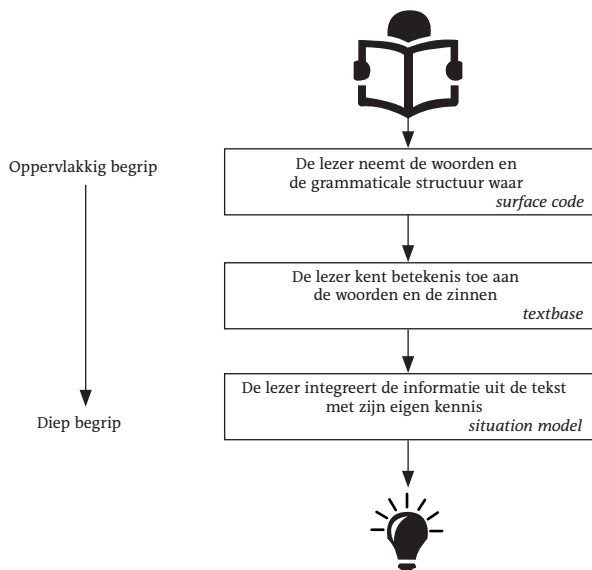 Oppervlakkig begrip
De lezer neemt de woorden en
de grammaticale structuur waar
surface code
De lezer kent betekenis toe aan
de woorden en de zinnen
textbase
De lezer integreert de informatie uit de tekst
met zijn eigen kennis
situation model
Diep begrip